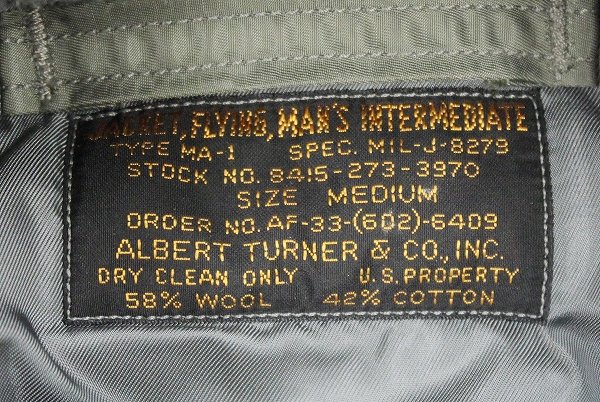 JACKET, FLYING, MAN'S INTERMEDIATE
TYPE MA-1 SPEC. MIL-J-8279
STOCK NO. 8415-273-3970
SIZE MEDIUM
ORDER NO. AF-33-(602)-6409
ALBERT TURNER & CO., INC.
DRY CLEAN ONLY U.S. PROPERTY
58% WOOL 42% COTTON